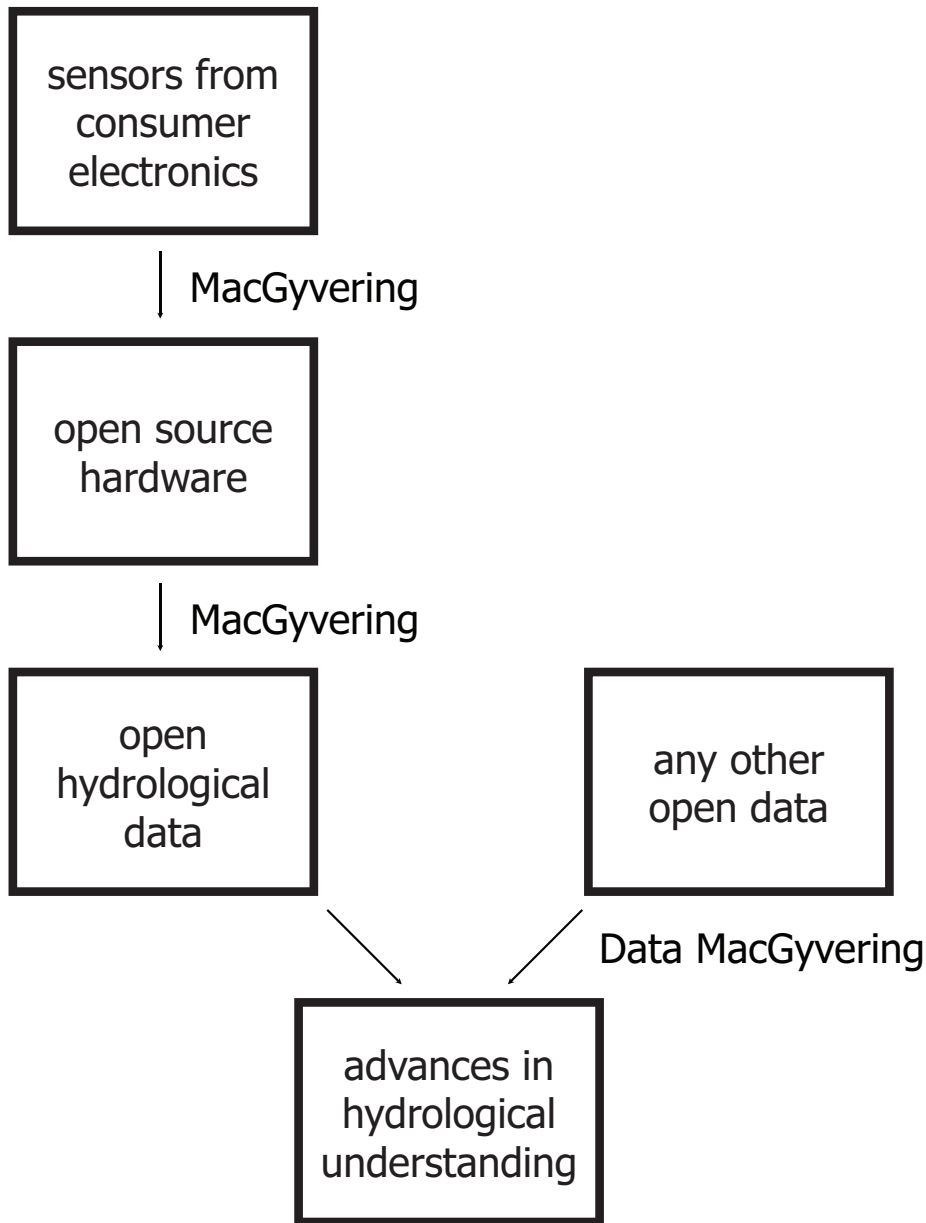 sensors from
consumer
electronics
MacGyvering
open source
hardware
MacGyvering
open
hydrological
data
any other
open data
Data MacGyvering
advances in
hydrological
understanding